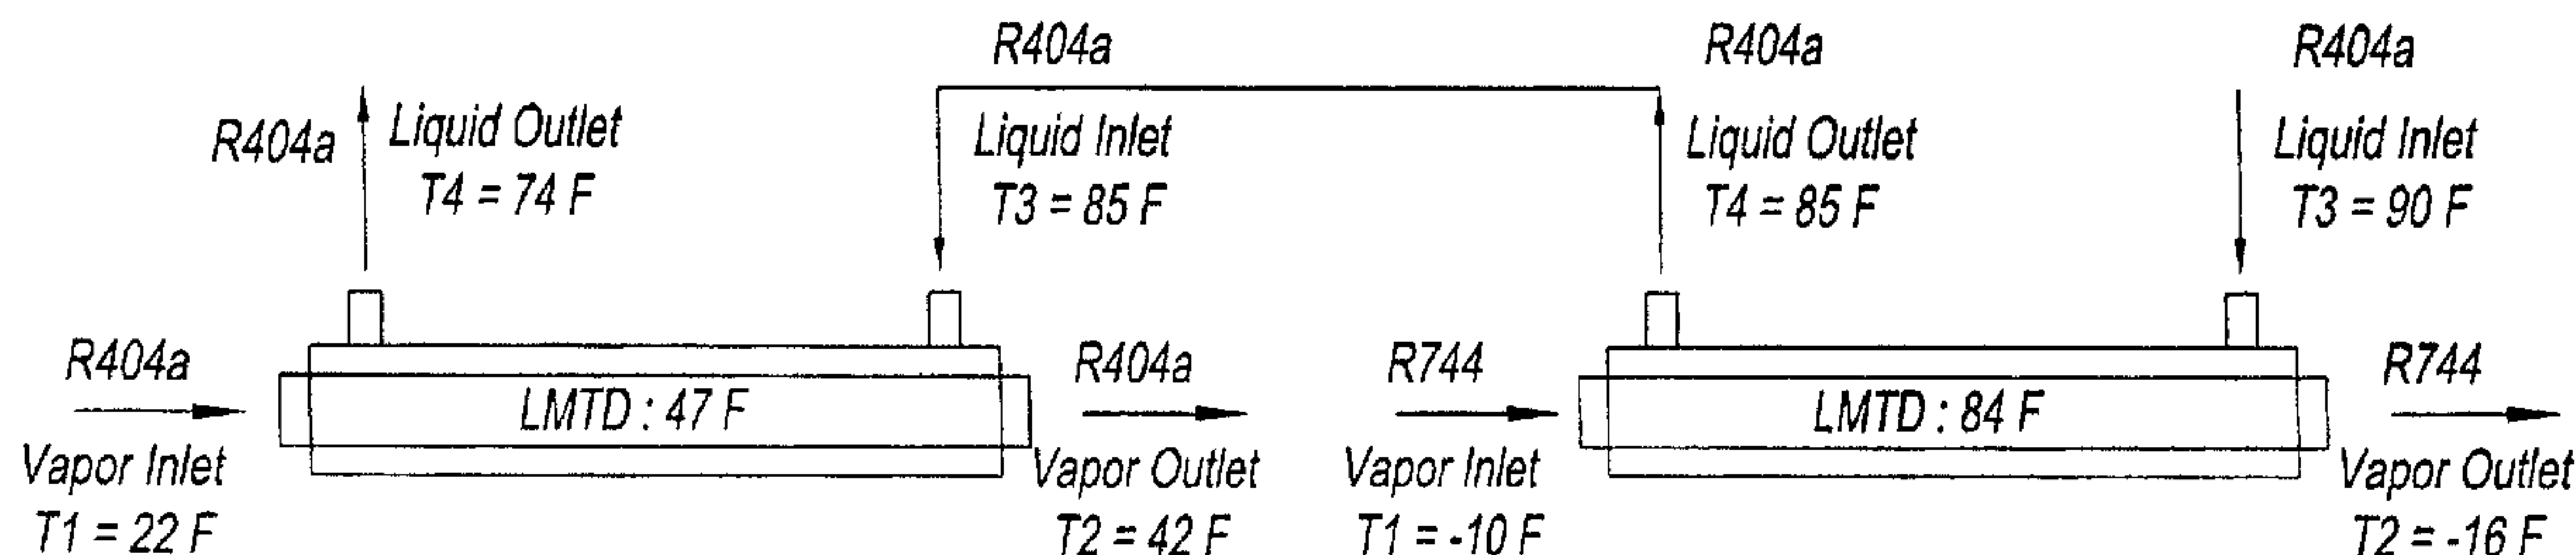 R404a
R404a
R404a
R404a
Liquid Outlet
T4 = 74 F
Liquid Inlet
T3 = 85 F
Liquid Outlet
T4 = 85 F
Liquid Inlet
T3 = 90 F
R404a
Vapor Inlet
T1 = 22 F
LMTD : 47 F
R404a
Vapor Outlet
T2 = 42 F
R744
Vapor Inlet
T1 = -10 F
LMTD : 84 F
R744
Vapor Outlet
T2 = -16 F